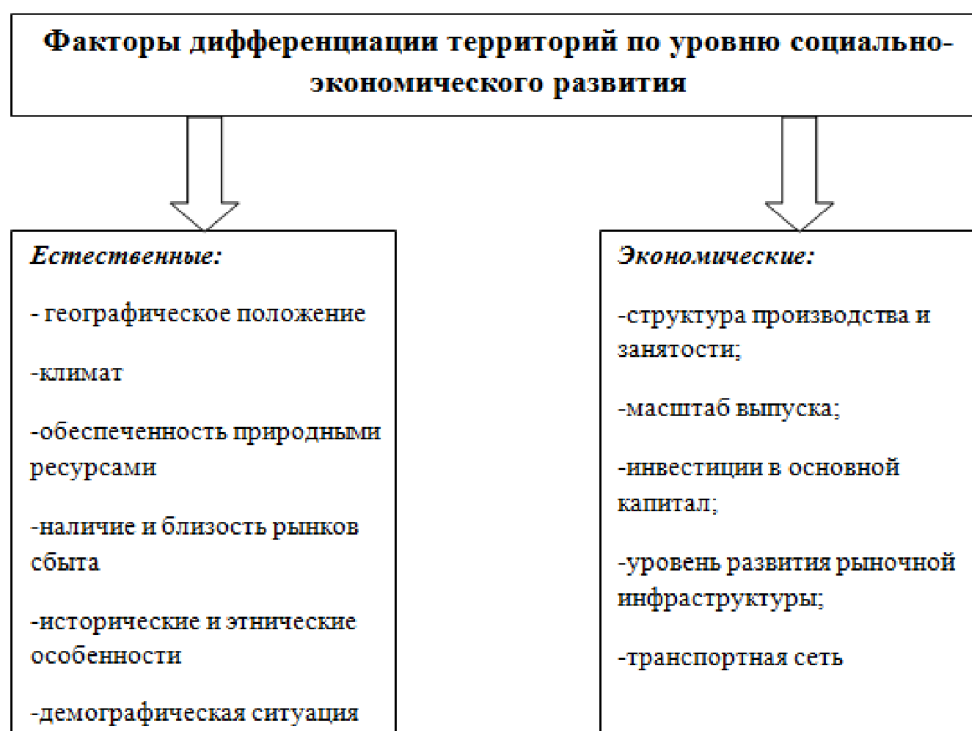 Факторы дифференциации территорий по уровню социально-
экономического развития
Естественные:
- географическое положение
-климат
-обеспеченность природными
ресурсами
-наличие и близость рынков
сбыта
-исторические и этнические
особенности
-демографическая ситуация
Экономические:
-структура производства и
занятости;
-масштаб выпуска;
-инвестиции в основной
капитал;
-уровень развития рыночной
инфраструктуры;
-транспортная сеть